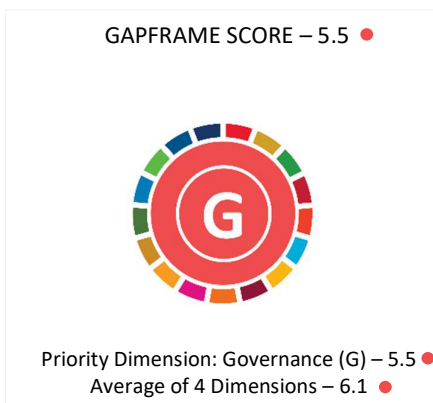 GAPFRAME SCORE – 5.5
G
Priority Dimension: Governance (G) – 5.5
Average of 4 Dimensions – 6.1